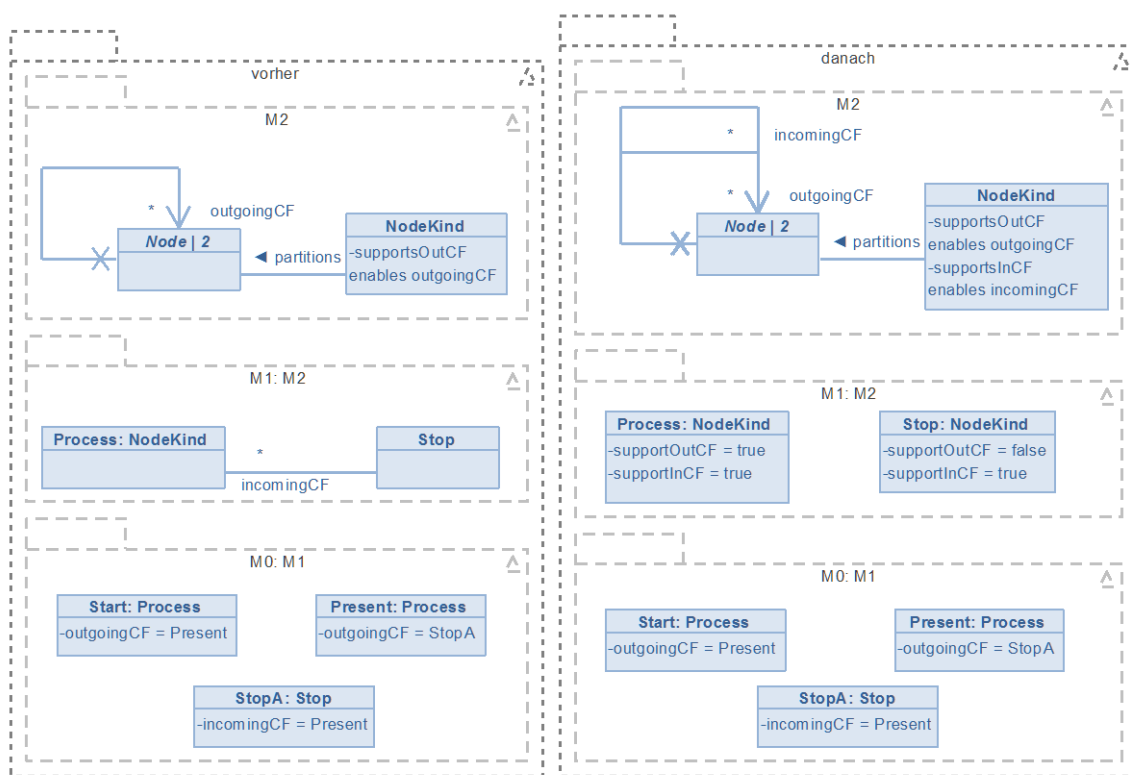 vorher
M2
*
outgoingCF
Node | 2
◄ partitions
NodeKind
-supportsOutCF
enables outgoingCF
M1: M2
Process: NodeKind
*
incomingCF
Stop
M0: M1
Start: Process
-outgoingCF = Present
Present: Process
-outgoingCF = StopA
StopA: Stop
-incomingCF = Present
danach
M2
*
incomingCF
*
outgoingCF
Node | 2
◄ partitions
NodeKind
-supportsOutCF
enables outgoingCF
-supportsInCF
enables incomingCF
M1: M2
Process: NodeKind
-supportOutCF = true
-supportInCF = true
Stop: NodeKind
-supportOutCF = false
-supportInCF = true
M0: M1
Start: Process
-outgoingCF = Present
Present: Process
-outgoingCF = StopA
StopA: Stop
-incomingCF = Present